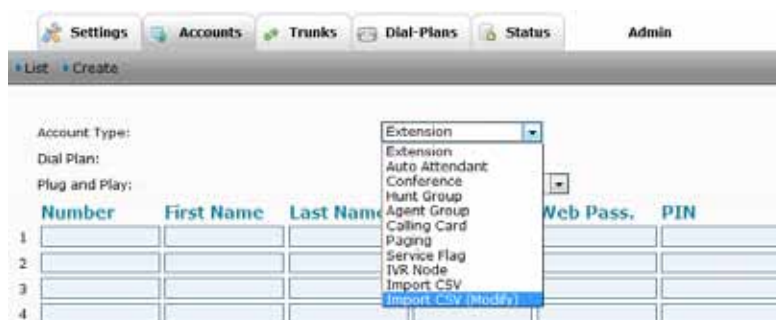 Settings Accounts Trunks Dial-Plans Status Admin
List Create
Account Type: Extension
Dial Plan: Extension
Auto Attendant
Plug and Play: Conference
Hunt Group
Number First Name Last Name Agent Group Web Pass. PIN
Calling Card
1 Paging
Service Flag
2 IVR Node
3 Import CSV
Import CSV (Modify)
4